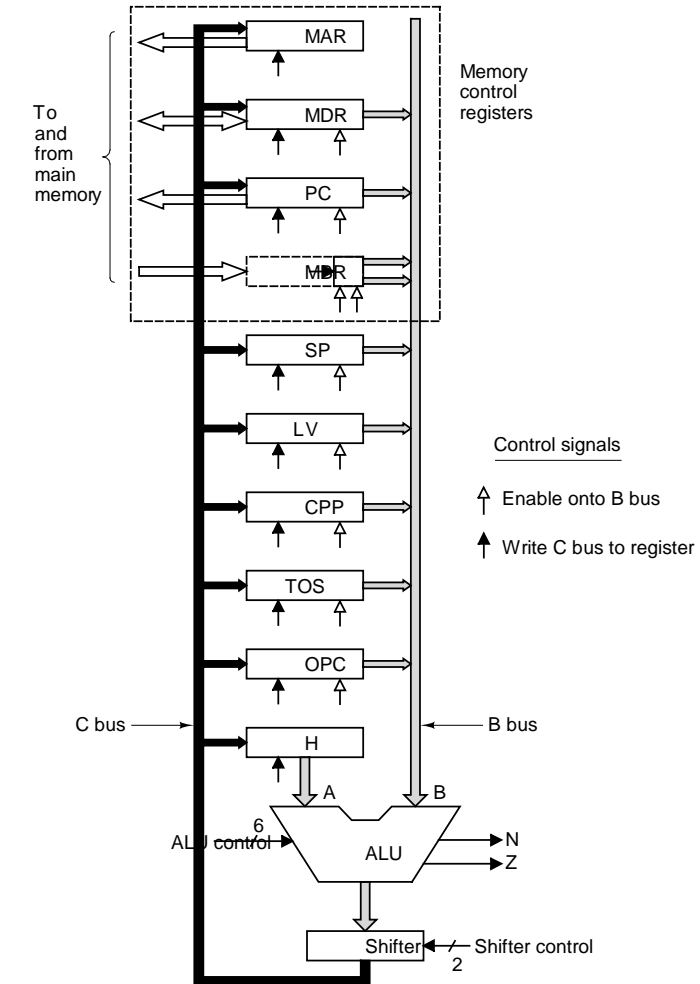 MAR
Memory
control
registers
To
and
from
main
memory
MDR
PC
MDR
SP
LV
Control signals
Enable onto B bus
CPP
Write C bus to register
TOS
OPC
C bus
B bus
H
A
B
6
ALU control
ALU
N
Z
Shifter
Shifter control
2